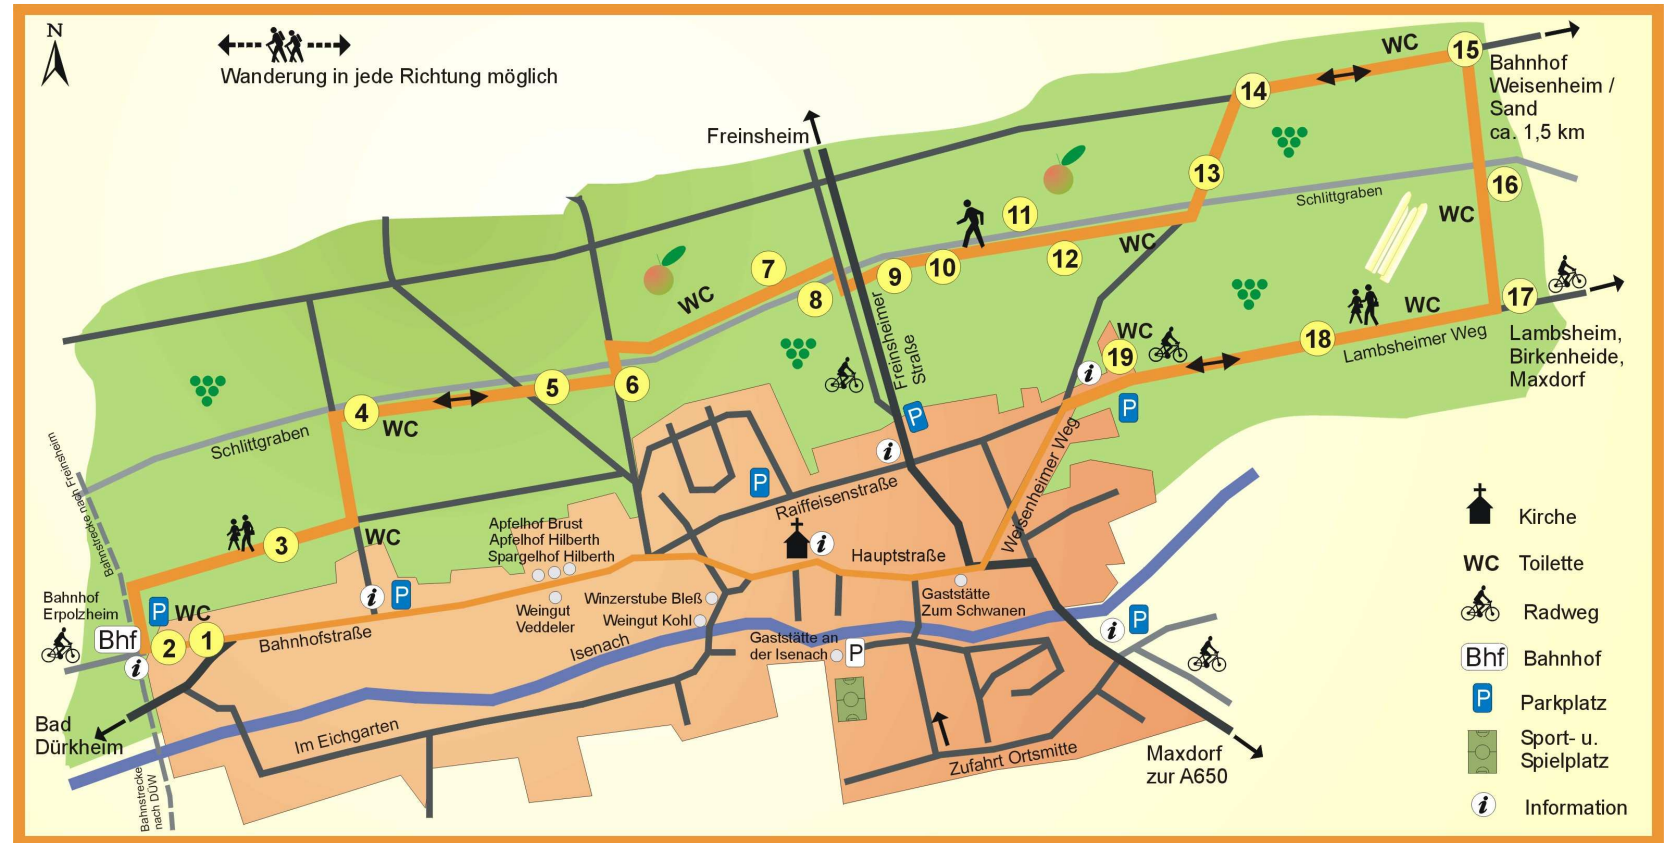 N
Wanderung in jede Richtung möglich
Freinsheim
WC
15
Bahnhof
Weisenheim /
Sand
ca. 1,5 km
14
13
16
Schlittgraben
WC
11
WC
12
10
9
7
8
WC
17
WC
18
Lambsheimer Weg
Lambsheim,
Birkenheide,
Maxdorf
WC
19
i
Freinsheimer
Straße
6
5
4
WC
Schlittgraben
P
P
i
Weisenheimer Weg
P
Raiffeisenstraße
Bahnstrecke nach Freinsheim
3
WC
Apfelhof Brust
Apfelhof Hilberth
Spargelhof Hilberth
i
Hauptstraße
Bahnhof
Erpolzheim
P
WC
i
P
Weingut
Veddeler
Winzerstube Bleß
Weingut Kohl
Gaststätte
Zum Schwanen
Bhf
2
1
i
Bahnhofstraße
Isenach
Gaststätte an
der Isenach
P
i
P
Bad
Dürkheim
Im Eichgarten
Zufahrt Ortsmitte
Maxdorf
zur A650
Bahnstrecke
nach DÜW
Kirche
WC
Toilette
Radweg
Bhf
Bahnhof
P
Parkplatz
Sport- u.
Spielplatz
i
Information